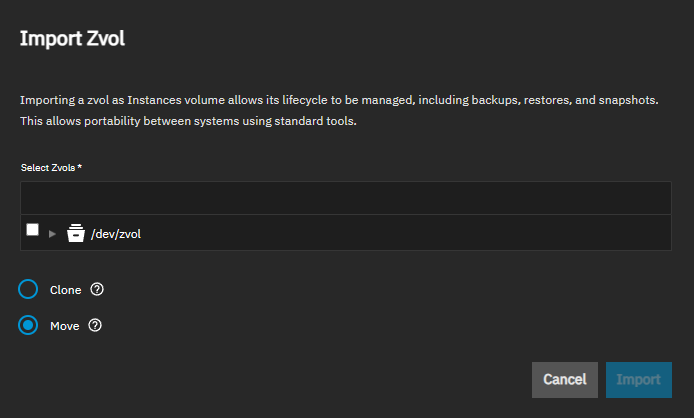 Import Zvol
Importing a zvol as Instances volume allows its lifecycle to be managed, including backups, restores, and snapshots.
This allows portability between systems using standard tools.
Select Zvols *
/dev/zvol
Clone ?
Move ?
Cancel Import